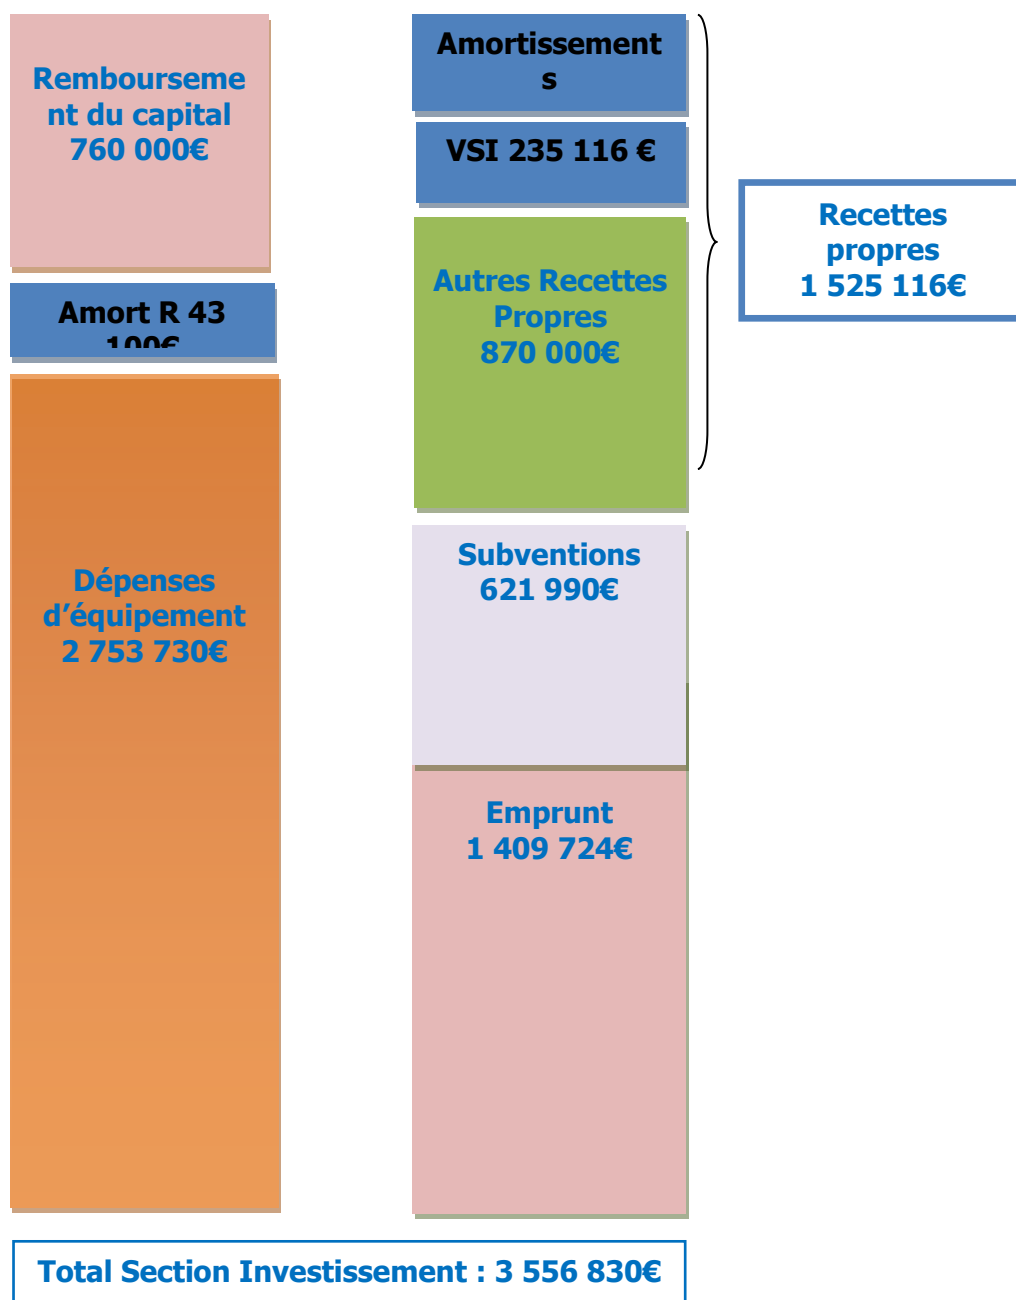 Rembourseme
nt du capital
760 000€
Amort R 43
100€
Dépenses
d’équipement
2 753 730€
Amortissement
s
VSI 235 116 €
Autres Recettes
Propres
870 000€
Subventions
621 990€
Emprunt
1 409 724€
Recettes
propres
1 525 116€
Total Section Investissement : 3 556 830€